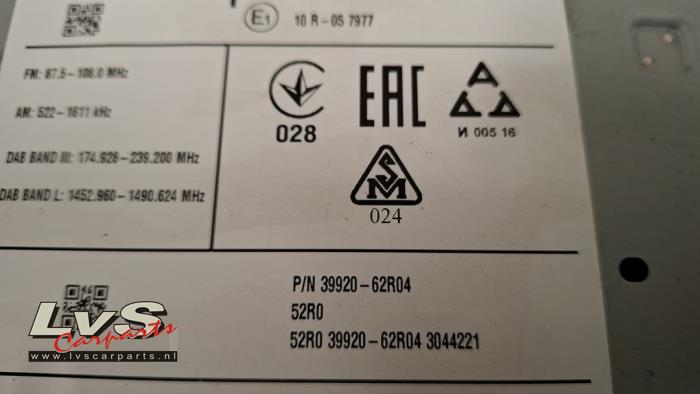 E1 10 R-05 7977
FM: 87.5-108.0 MHz
AM: 522-1611 kHz
DAB BAND III: 174.928-239.200 MHz
DAB BAND L: 1452.960-1490.624 MHz
028
EAC
И 005 16
SM
024
P/N 39920-62R04
52R0
52R0 39920-62R04 3044221
LvS
Carparts
www.lvscarparts.nl